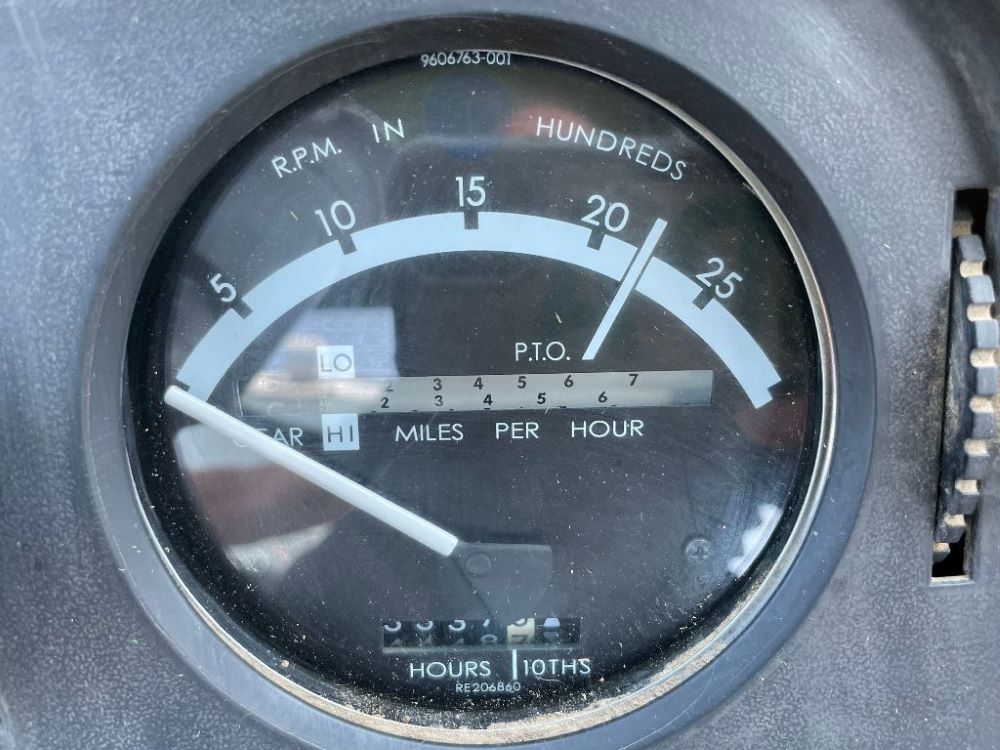 9606763-001
R.P.M. IN HUNDREDS
5 10 15 20 25
P.T.O.
LO
2 3 4 5 6 7
2 3 4 5 6
HI MILES PER HOUR
HOURS 10THS
RE206860